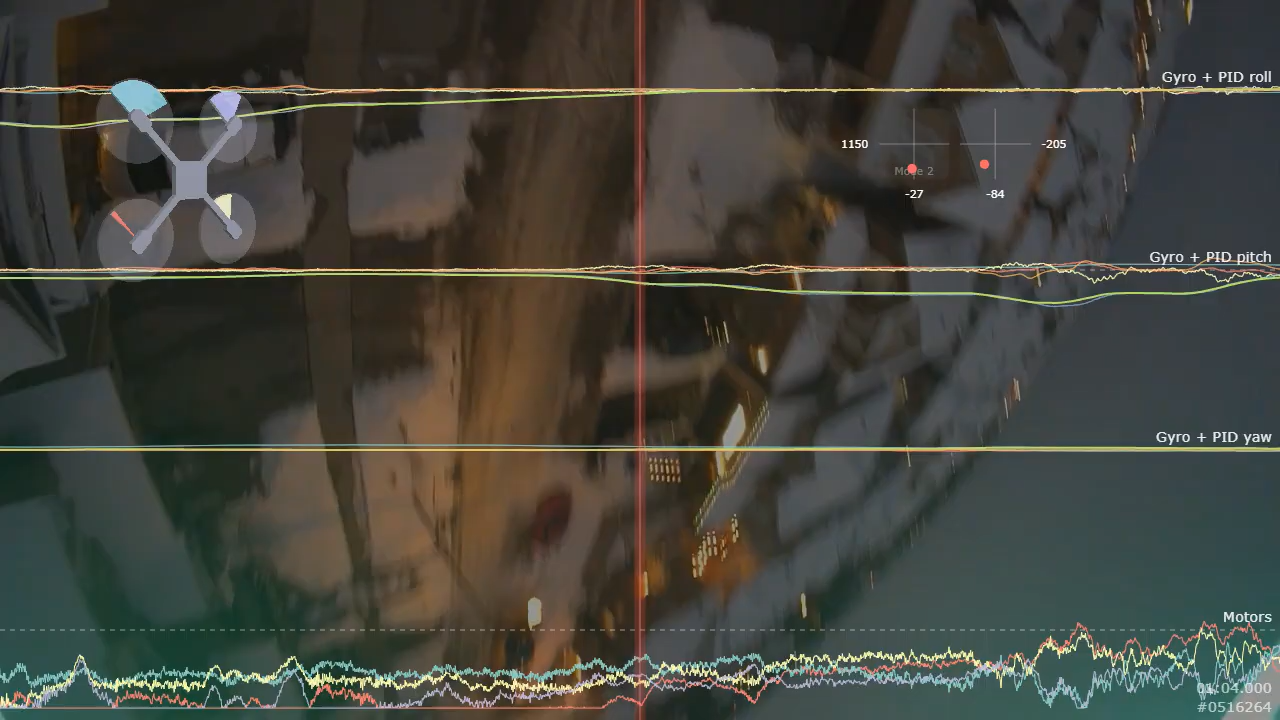 Gyro + PID roll
1150
-205
Mode 2
-27
-84
Gyro + PID pitch
Gyro + PID yaw
Motors
01:04.000
#0516264